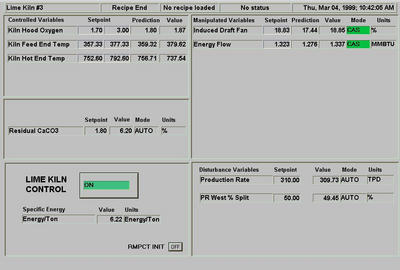 Lime Kiln #3 Recipe End No recipe loaded No status Thu, Mar 04, 1999, 10:42:05 AM
Controlled Variables Setpoint Prediction Value
Kiln Hood Oxygen 1.70 3.00 1.80 1.87
Kiln Feed End Temp 357.33 377.33 359.32 379.62
Kiln Hot End Temp 752.60 792.60 756.71 737.54
Manipulated Variables Setpoint Prediction Value Mode Units
Induced Draft Fan 18.83 17.44 18.85 CAS %
Energy Flow 1.323 1.276 1.337 CAS MMBTU
Setpoint Value Mode Units
Residual CaCO3 1.80 6.20 AUTO %
LIME KILN
CONTROL
ON
Specific Energy Value Units
Energy/Ton 6.22 Energy/Ton
RMPCT INIT OFF
Disturbance Variables Setpoint Value Mode Units
Production Rate 310.00 309.73 AUTO TPD
PR West % Split 50.00 49.45 AUTO %